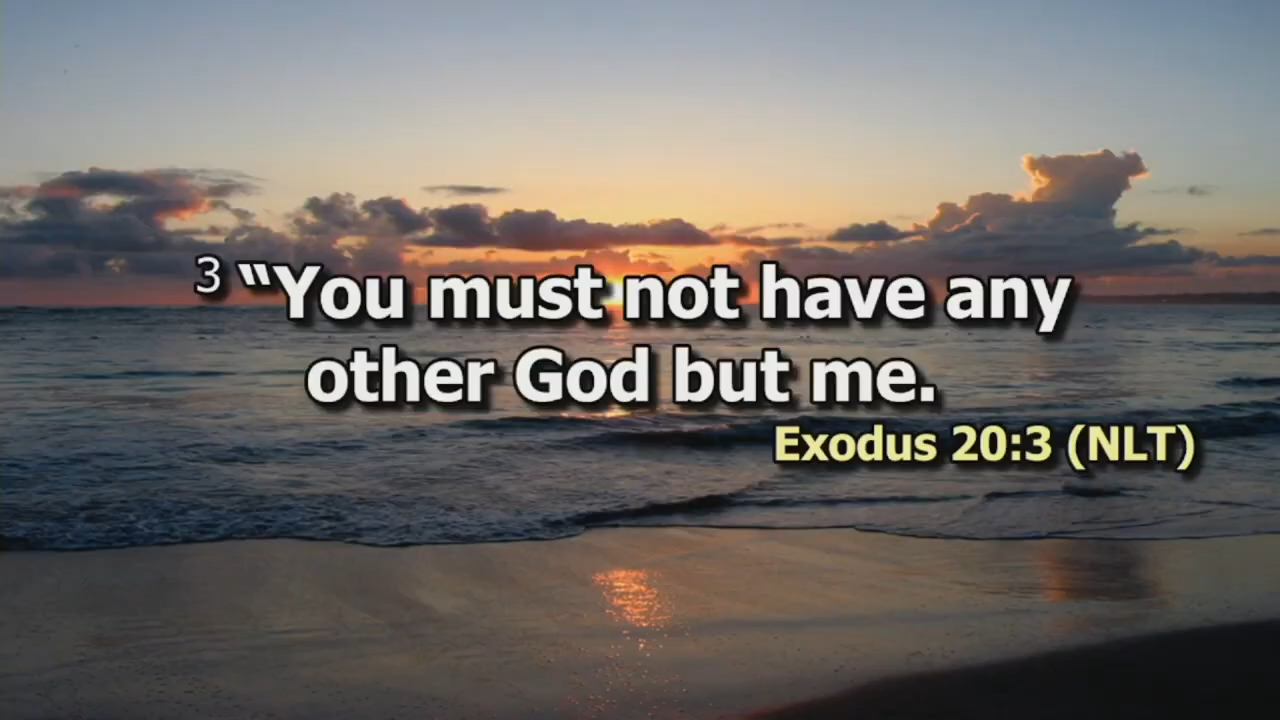 3 “You must not have any
other God but me.
Exodus 20:3 (NLT)